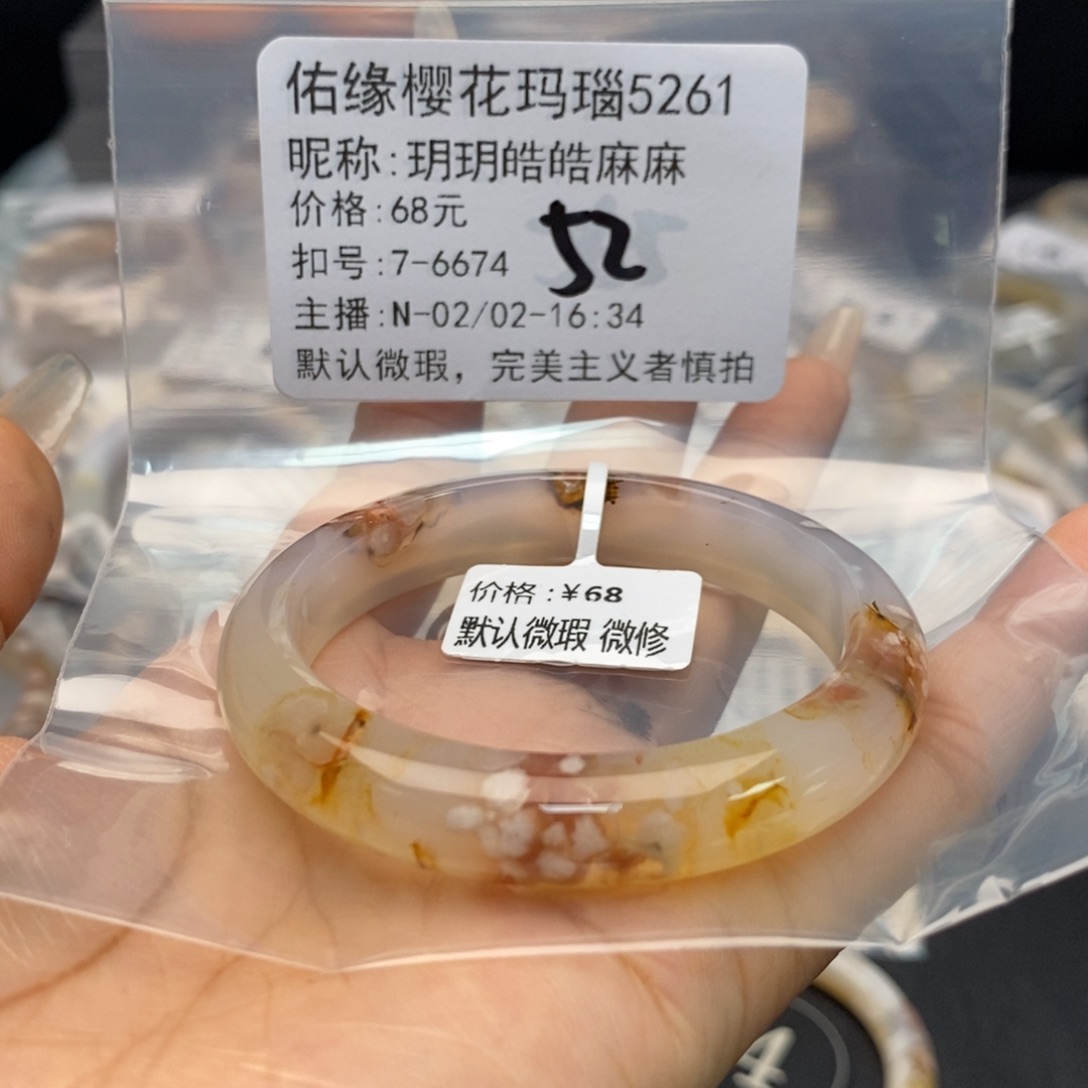 佑缘樱花玛瑙5261
昵称:玥玥皓皓麻麻
价格:68元
52
扣号:7-6674
主播:N-02/02-16:34
默认微瑕，完美主义者慎拍
价格:¥68
默认微瑕 微修
4